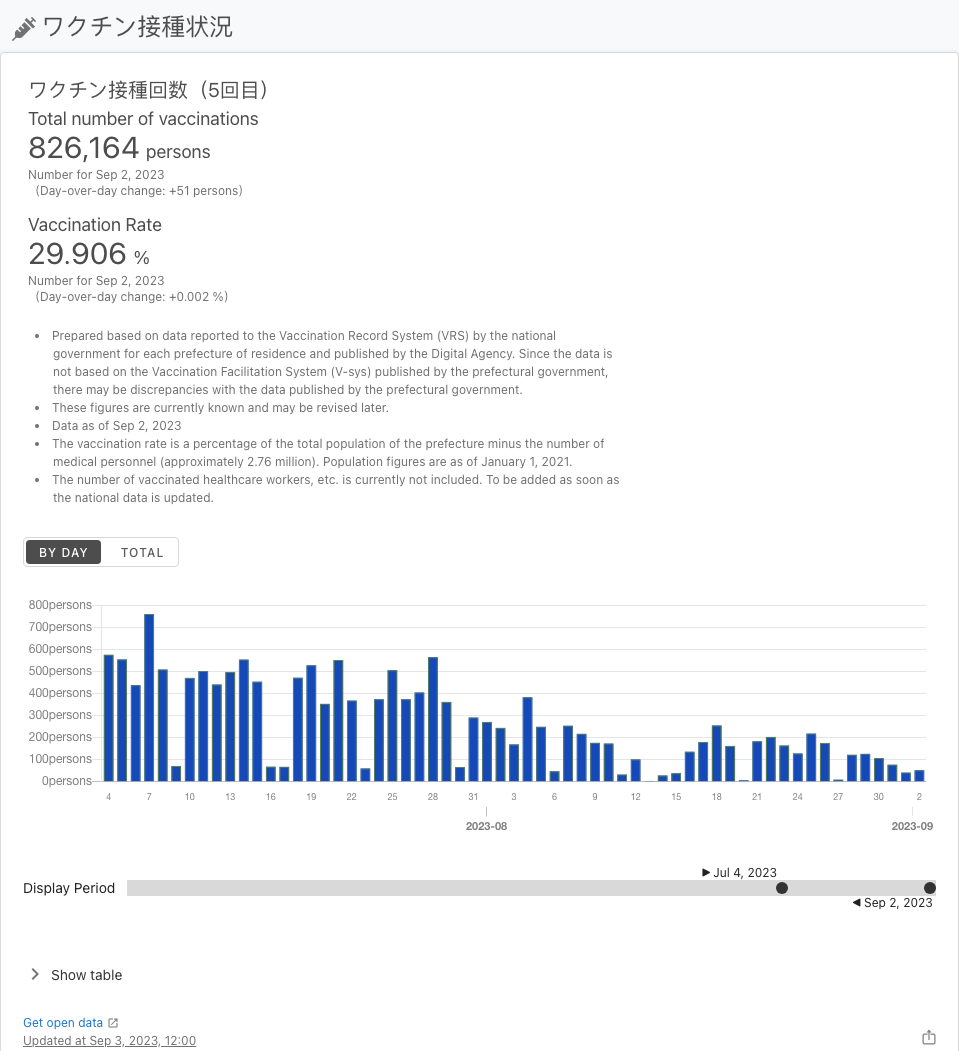 ワクチン接種状況
ワクチン接種回数（5回目）
Total number of vaccinations
826,164 persons
Number for Sep 2, 2023
（Day-over-day change: +51 persons）
Vaccination Rate
29.906 %
Number for Sep 2, 2023
（Day-over-day change: +0.002 %）
• Prepared based on data reported to the Vaccination Record System (VRS) by the national
government for each prefecture of residence and published by the Digital Agency. Since the data is
not based on the Vaccination Facilitation System (V-sys) published by the prefectural government,
there may be discrepancies with the data published by the prefectural government.
• These figures are currently known and may be revised later.
• Data as of Sep 2, 2023
• The vaccination rate is a percentage of the total population of the prefecture minus the number of
medical personnel (approximately 2.76 million). Population figures are as of January 1, 2021.
• The number of vaccinated healthcare workers, etc. is currently not included. To be added as soon as
the national data is updated.
BY DAY TOTAL
800persons
700persons
600persons
500persons
400persons
300persons
200persons
100persons
0persons
4 7 10 13 16 19 22 25 28 31 3 6 9 12 15 18 21 24 27 30 2
2023-08 2023-09
Jul 4, 2023
Display Period
Sep 2, 2023
Show table
Get open data
Updated at Sep 3, 2023, 12:00